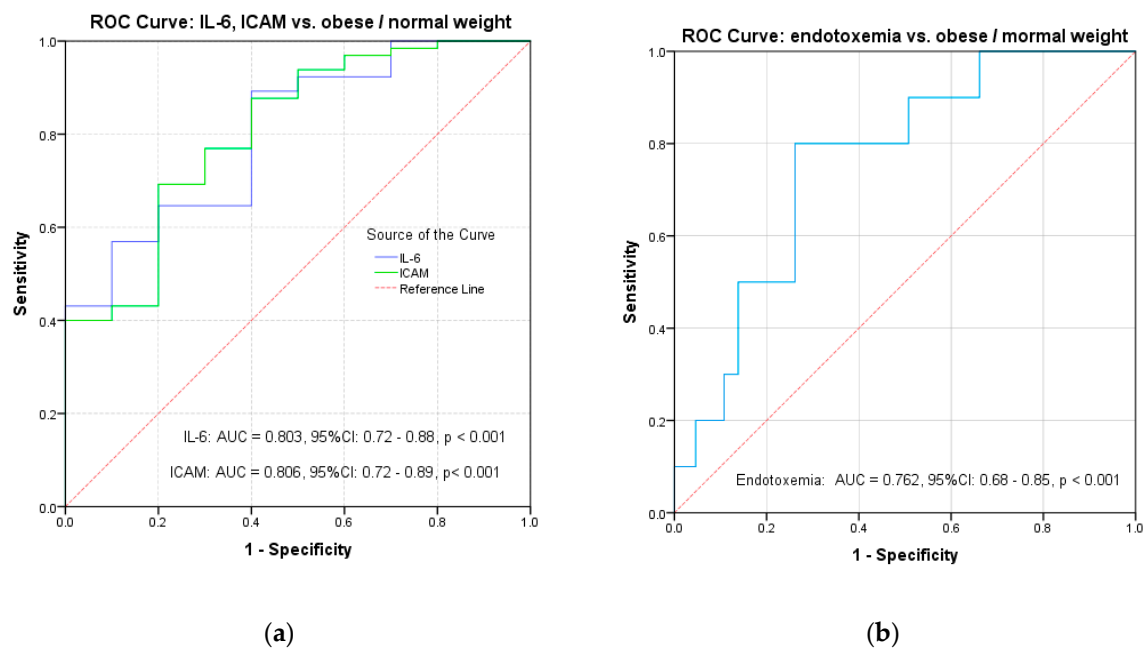 ROC Curve: IL-6, ICAM vs. obese / normal weight
1.0
0.8
0.6
0.4
0.2
0.0
Sensitivity
Source of the Curve
IL-6
ICAM
Reference Line
IL-6: AUC = 0.803, 95%CI: 0.72 - 0.88, p < 0.001
ICAM: AUC = 0.806, 95%CI: 0.72 - 0.89, p< 0.001
0.0 0.2 0.4 0.6 0.8 1.0
1 - Specificity
(a)
ROC Curve: endotoxemia vs. obese / mormal weight
1.0
0.8
0.6
0.4
0.2
0.0
Sensitivity
Endotoxemia: AUC = 0.762, 95%CI: 0.68 - 0.85, p < 0.001
0.0 0.2 0.4 0.6 0.8 1.0
1 - Specificity
(b)